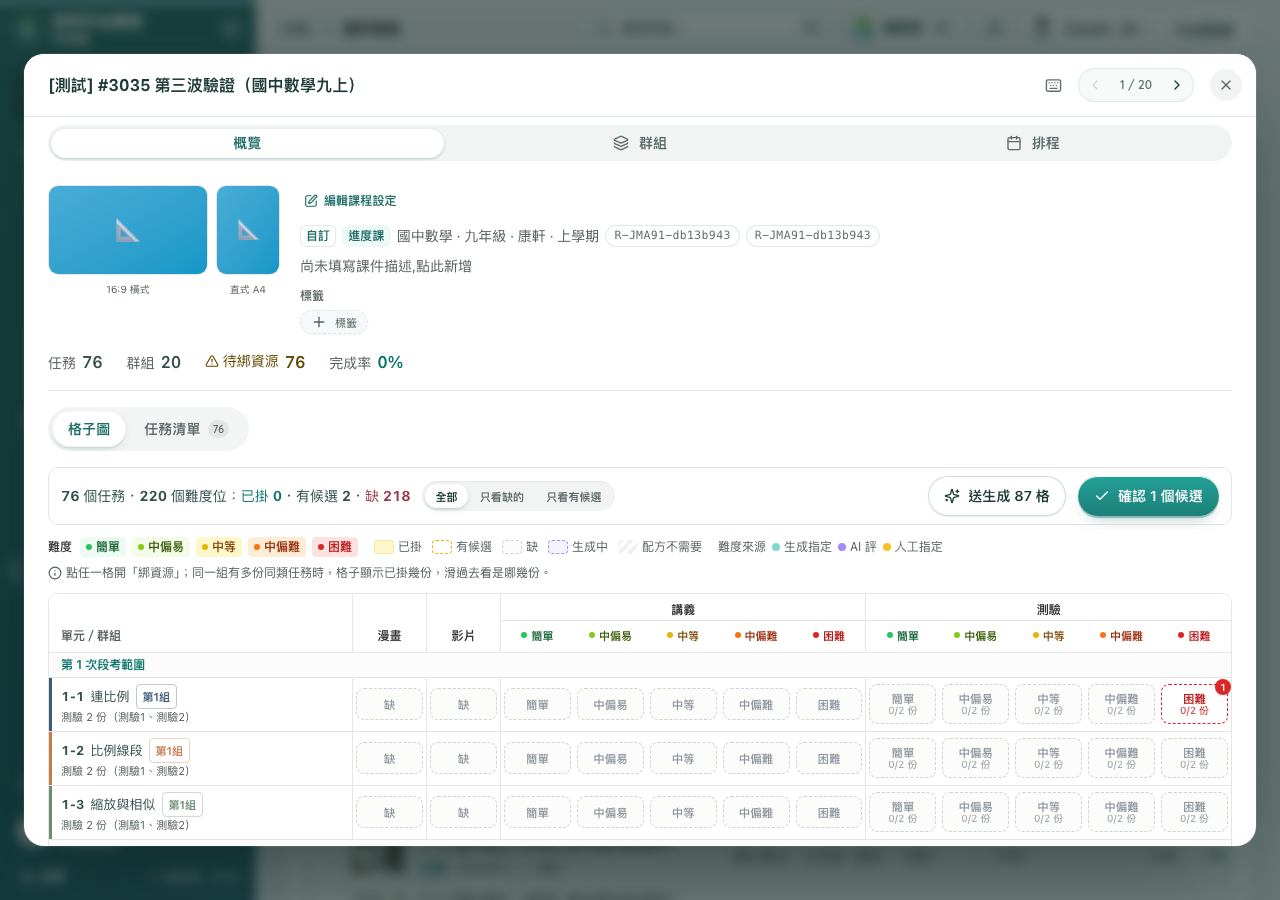 [測試] #3035 第三波驗證（國中數學九上）
1 / 20
概覽
群組
排程
16:9 橫式
直式 A4
編輯課程設定
自訂 進度課 國中數學 · 九年級 · 康軒 · 上學期 R-JMA91-db13b943 R-JMA91-db13b943
尚未填寫課件描述,點此新增
標籤
標籤
任務 76 群組 20 待綁資源 76 完成率 0%
格子圖 任務清單 76
76 個任務 · 220 個難度位：已掛 0 · 有候選 2 · 缺 218 全部 只看缺的 只看有候選 送生成 87 格 確認 1 個候選
難度 簡單 中偏易 中等 中偏難 困難 已掛 有候選 缺 生成中 配方不需要 難度來源 生成指定 AI 評 人工指定
點任一格開「綁資源」；同一組有多份同類任務時，格子顯示已掛幾份，滑過去看是哪幾份。
單元 / 群組 漫畫 影片 講義 測驗
簡單 中偏易 中等 中偏難 困難 簡單 中偏易 中等 中偏難 困難
第 1 次段考範圍
1-1 連比例 第1組
測驗 2 份（測驗1、測驗2）
缺 缺 簡單 中偏易 中等 中偏難 困難 簡單 中偏易 中等 中偏難 困難 1
0/2 份 0/2 份 0/2 份 0/2 份 0/2 份
1-2 比例線段 第1組
測驗 2 份（測驗1、測驗2）
缺 缺 簡單 中偏易 中等 中偏難 困難 簡單 中偏易 中等 中偏難 困難
0/2 份 0/2 份 0/2 份 0/2 份 0/2 份
1-3 縮放與相似 第1組
測驗 2 份（測驗1、測驗2）
缺 缺 簡單 中偏易 中等 中偏難 困難 簡單 中偏易 中等 中偏難 困難
0/2 份 0/2 份 0/2 份 0/2 份 0/2 份